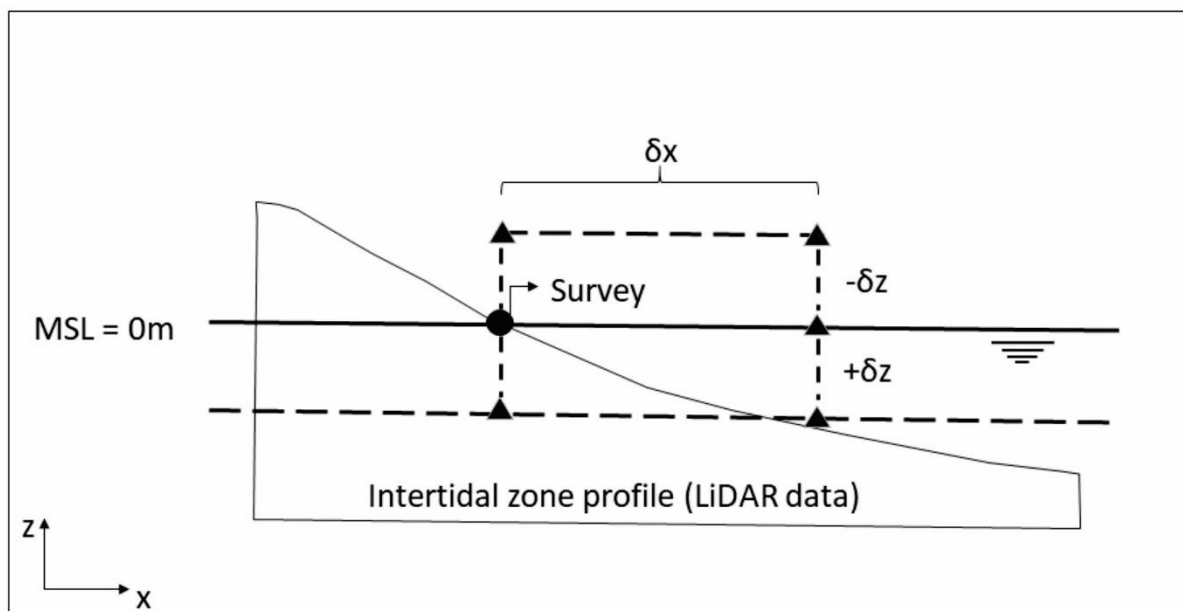 δx
-δz
Survey
MSL = 0m
+δz
Intertidal zone profile (LiDAR data)
z
x